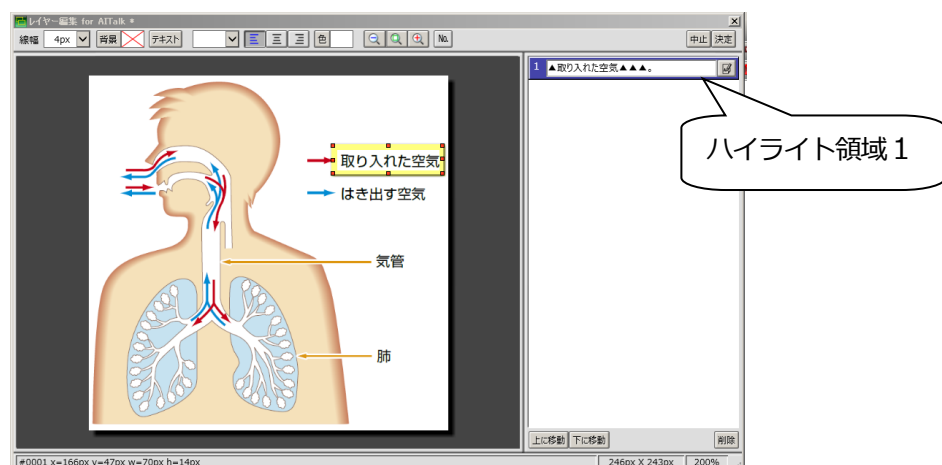 レイヤー編集 for AITalk *
線幅 4px 背景 テキスト 色 No. 中止 決定
1 ▲取り入れた空気▲▲▲。
ハイライト領域1
取り入れた空気
はき出す空気
気管
肺
上に移動 下に移動 削除
#0001 x=166px y=47px w=70px h=14px 246px X 243px 200%